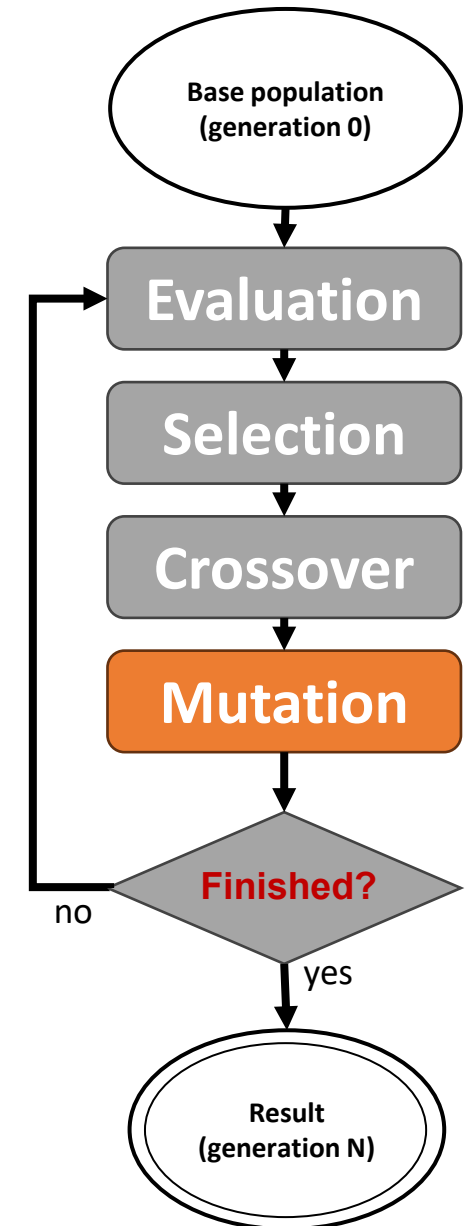 Base population
(generation 0)
Evaluation
Selection
Crossover
Mutation
Finished?
no
yes
Result
(generation N)